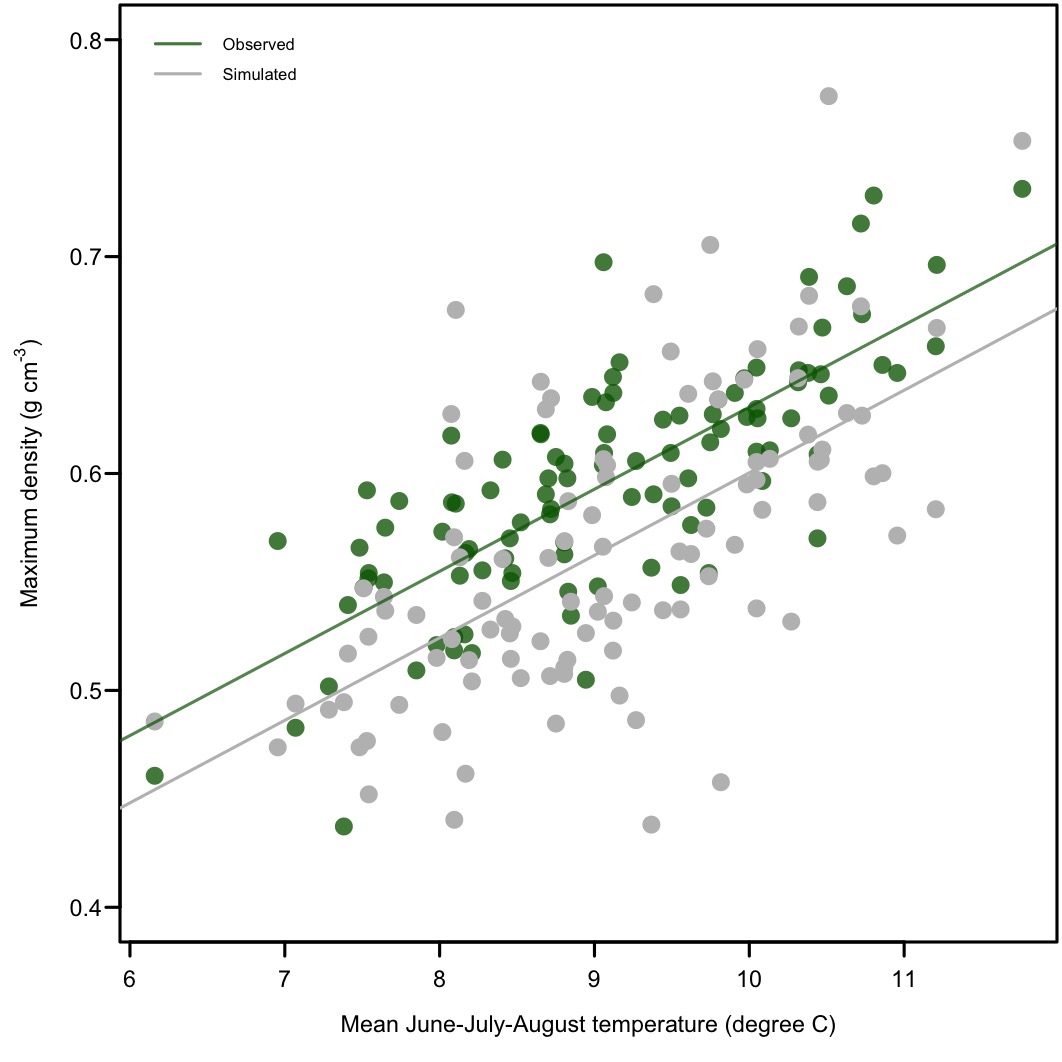 Observed
Simulated
0.8
0.7
0.6
0.5
0.4
Maximum density (g cm⁻³)
6 7 8 9 10 11
Mean June-July-August temperature (degree C)